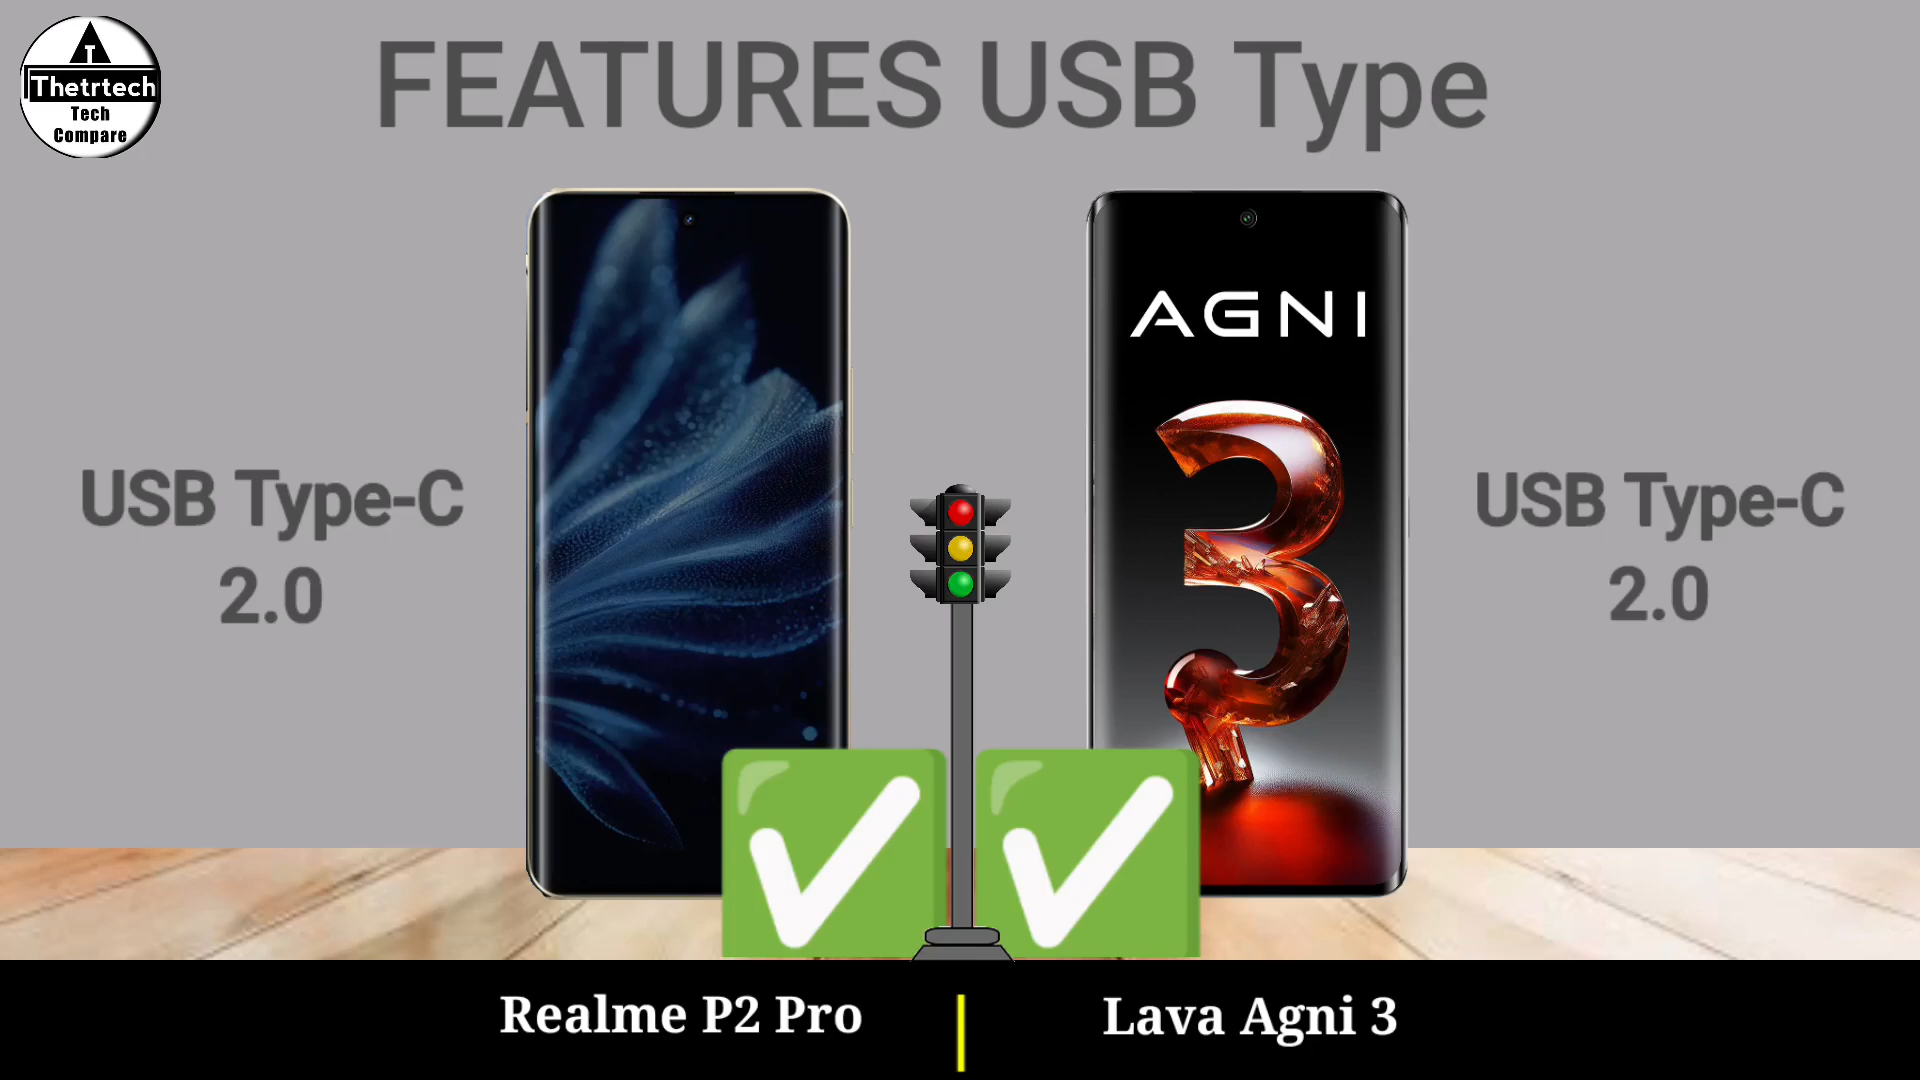 T
Thetrtech
Tech
Compare
FEATURES USB Type
AGNI
3
USB Type-C
2.0
USB Type-C
2.0
Realme P2 Pro
Lava Agni 3